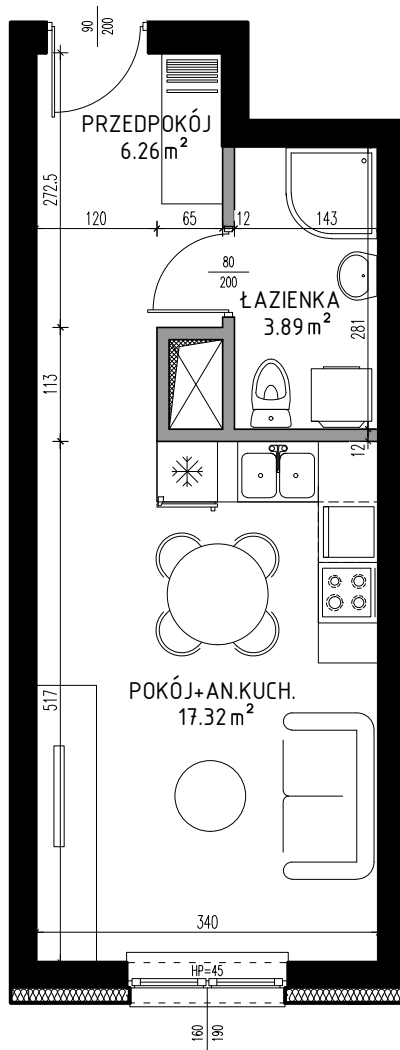 90
200
PRZEDPOKÓJ
6.26 m²
272.5
120
65
12
143
80
200
ŁAZIENKA
3.89 m²
281
113
12
POKÓJ+AN.KUCH.
17.32 m²
517
340
HP=45
160
190